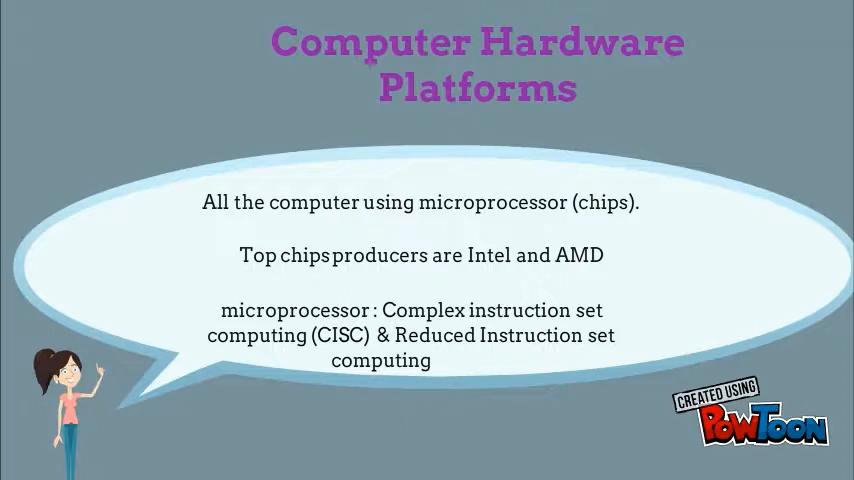 Computer Hardware
Platforms
All the computer using microprocessor (chips).
Top chips producers are Intel and AMD
microprocessor : Complex instruction set
computing (CISC) & Reduced Instruction set
computing
CREATED USING
POWTOON